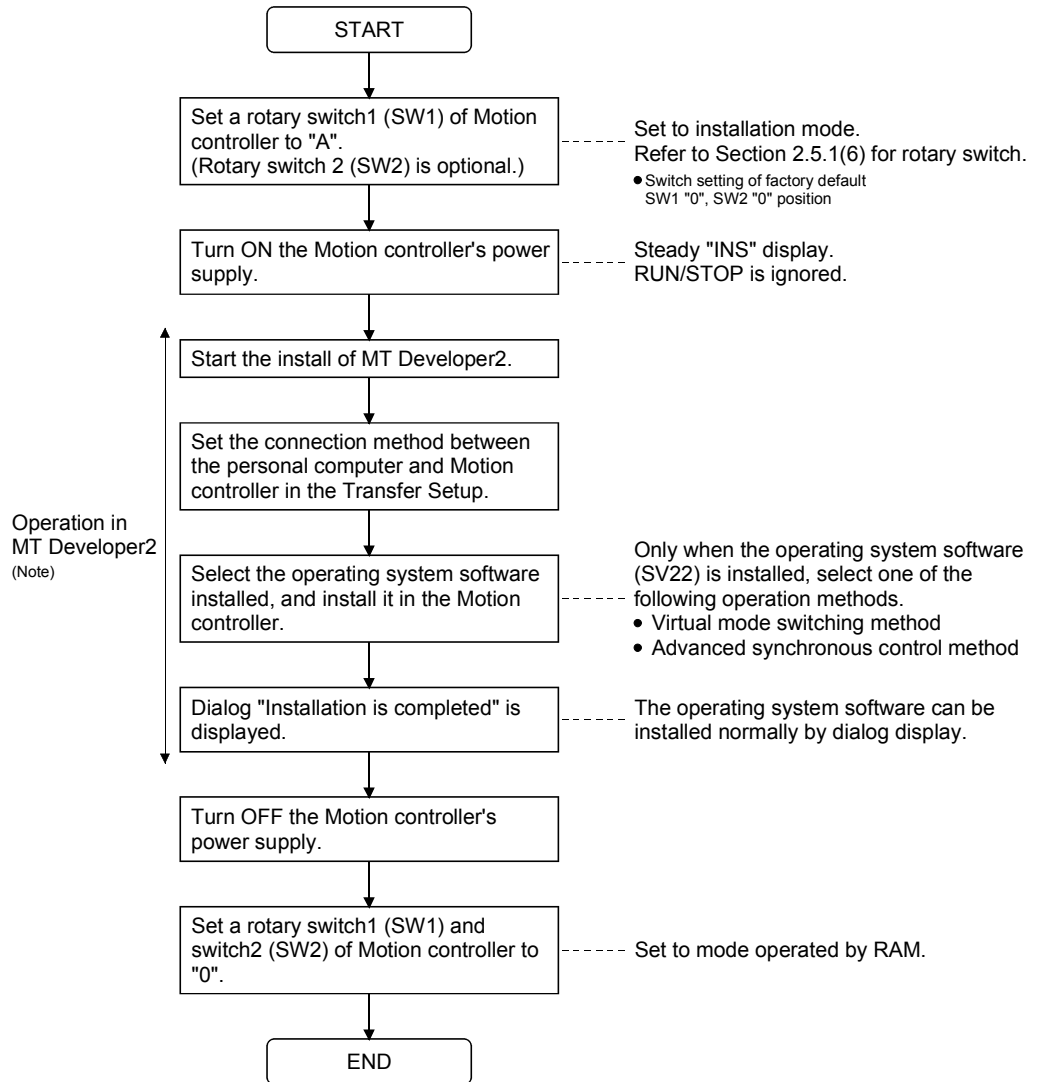 START
Set a rotary switch1 (SW1) of Motion
controller to "A".
(Rotary switch 2 (SW2) is optional.)
Set to installation mode.
Refer to Section 2.5.1(6) for rotary switch.
● Switch setting of factory default
SW1 "0", SW2 "0" position
Turn ON the Motion controller's power
supply.
Steady "INS" display.
RUN/STOP is ignored.
Operation in
MT Developer2
(Note)
Start the install of MT Developer2.
Set the connection method between
the personal computer and Motion
controller in the Transfer Setup.
Select the operating system software
installed, and install it in the Motion
controller.
Only when the operating system software
(SV22) is installed, select one of the
following operation methods.
● Virtual mode switching method
● Advanced synchronous control method
Dialog "Installation is completed" is
displayed.
The operating system software can be
installed normally by dialog display.
Turn OFF the Motion controller's
power supply.
Set a rotary switch1 (SW1) and
switch2 (SW2) of Motion controller to
"0".
Set to mode operated by RAM.
END